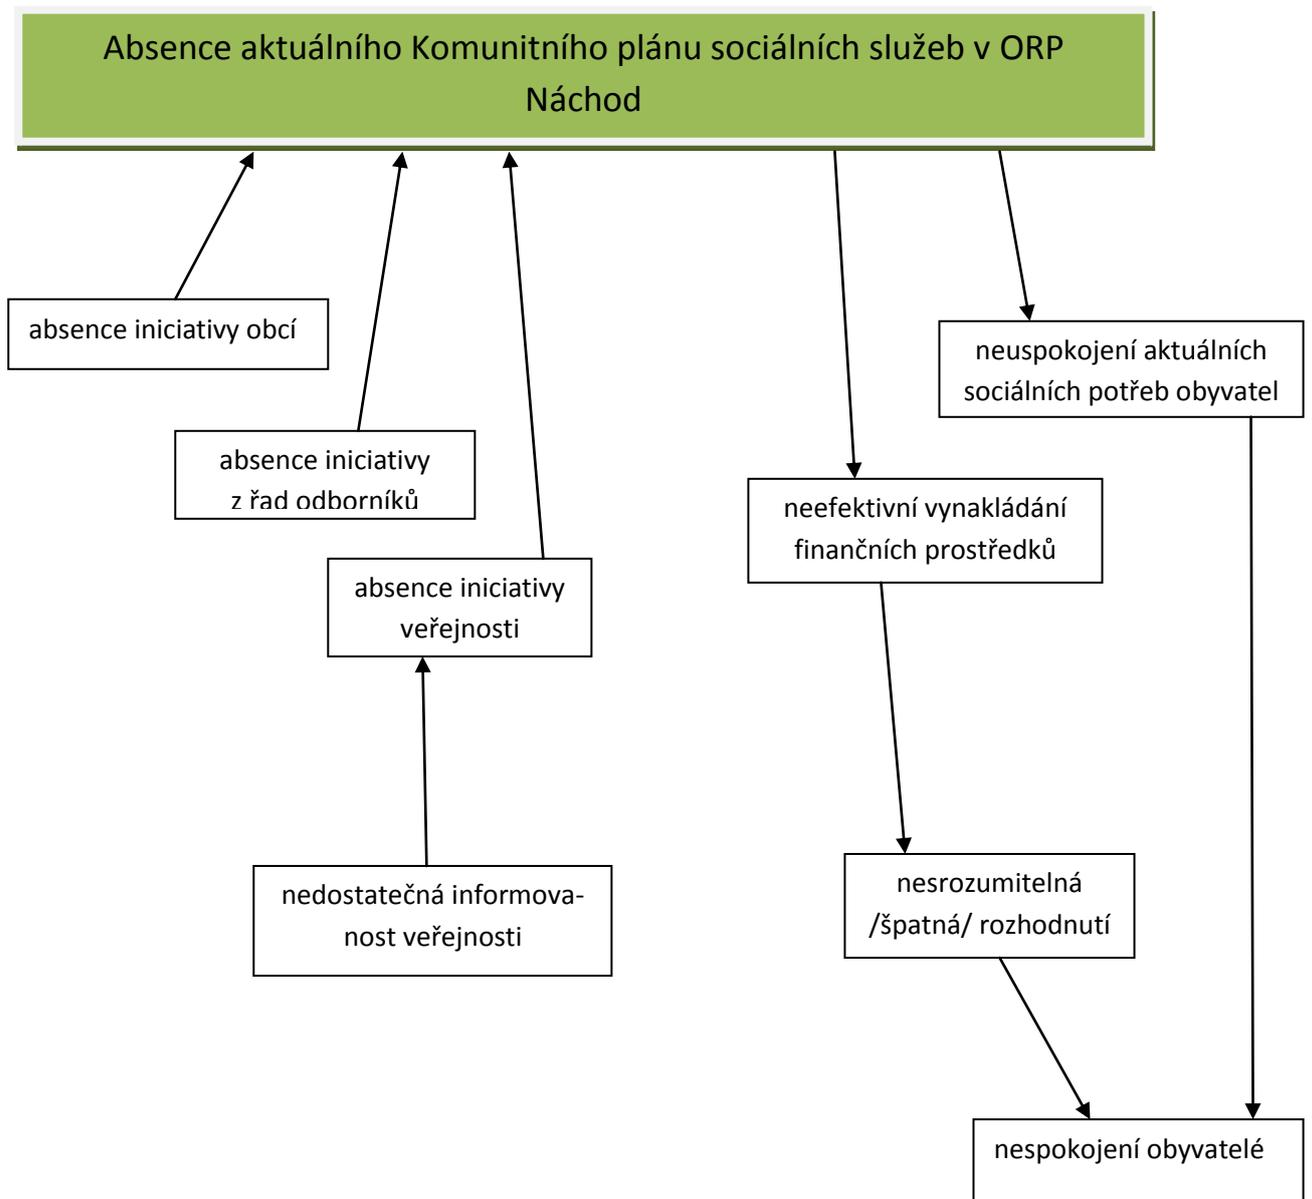 Absence aktuálního Komunitního plánu sociálních služeb v ORP
Náchod
absence iniciativy obcí
neuspokojení aktuálních
sociálních potřeb obyvatel
absence iniciativy
z řad odborníků
neefektivní vynakládání
finančních prostředků
absence iniciativy
veřejnosti
nedostatečná informova-
nost veřejnosti
nesrozumitelná
/špatná/ rozhodnutí
nespokojení obyvatelé